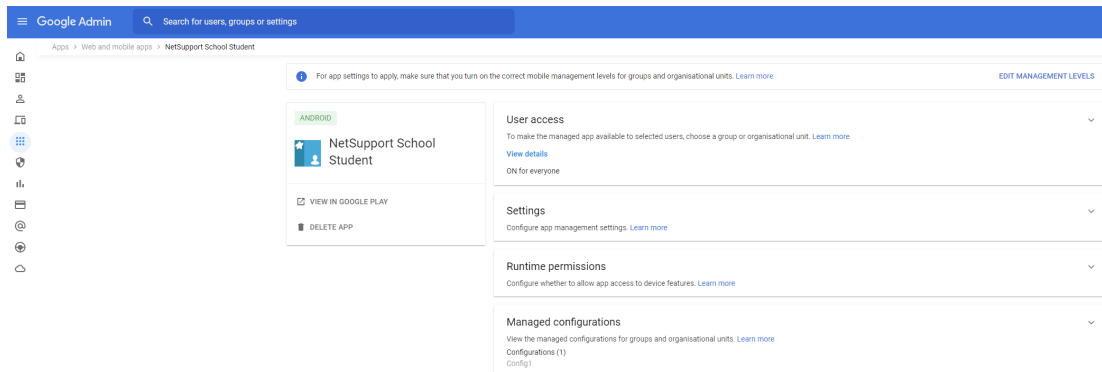 Google Admin
Search for users, groups or settings
Apps > Web and mobile apps > NetSupport School Student
For app settings to apply, make sure that you turn on the correct mobile management levels for groups and organisational units. Learn more
EDIT MANAGEMENT LEVELS
ANDROID
NetSupport School
Student
VIEW IN GOOGLE PLAY
DELETE APP
User access
To make the managed app available to selected users, choose a group or organisational unit. Learn more
View details
ON for everyone
Settings
Configure app management settings. Learn more
Runtime permissions
Configure whether to allow app access to device features. Learn more
Managed configurations
View the managed configurations for groups and organisational units. Learn more
Configurations (1)
Config1